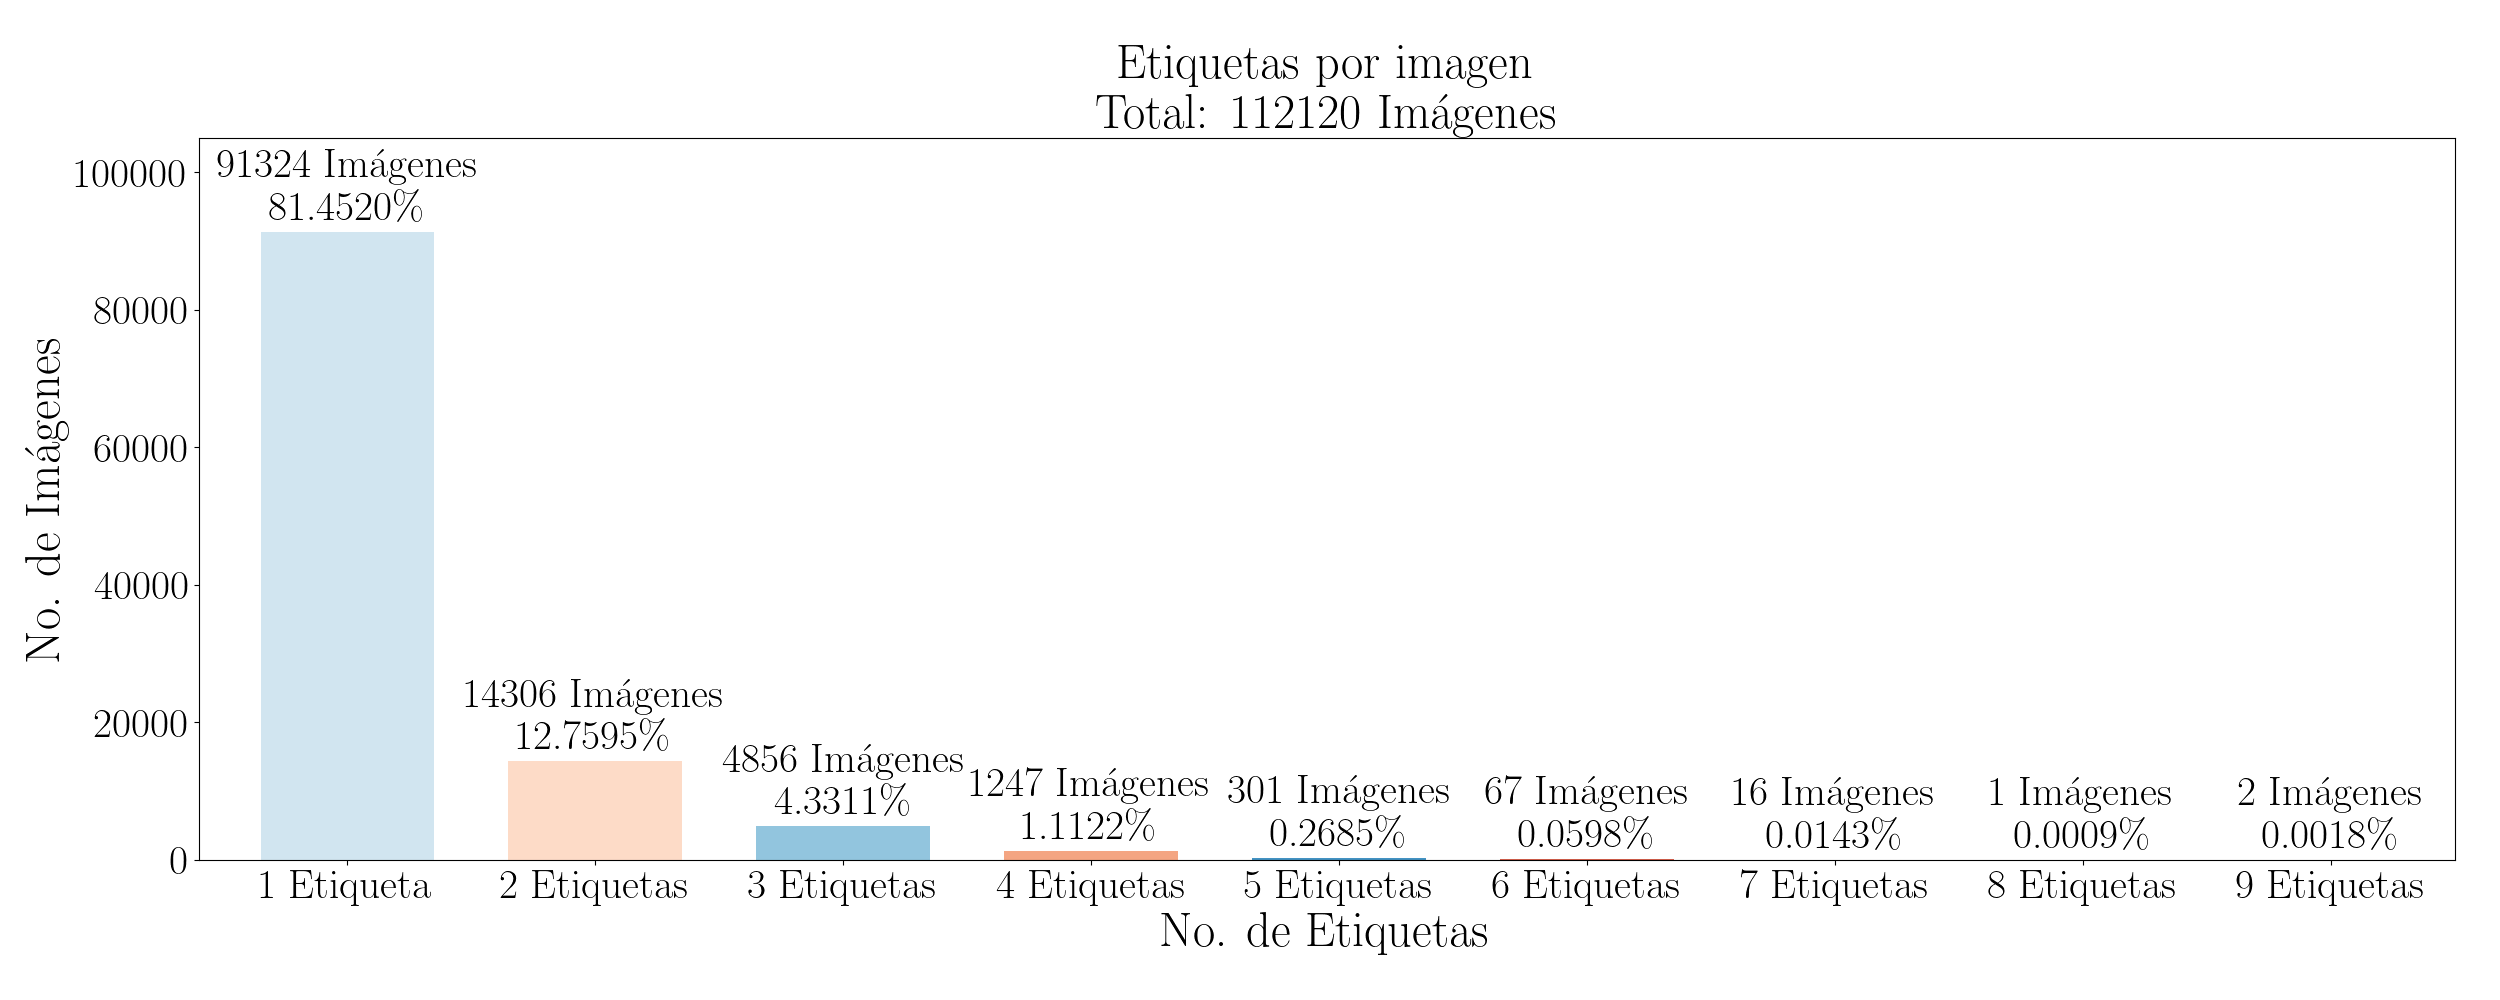 Etiquetas por imagen
Total: 112120 Imágenes
No. de Imágenes
100000
80000
60000
40000
20000
0
91324 Imágenes
81.4520%
14306 Imágenes
12.7595%
4856 Imágenes
4.3311%
1247 Imágenes
1.1122%
301 Imágenes
0.2685%
67 Imágenes
0.0598%
16 Imágenes
0.0143%
1 Imágenes
0.0009%
2 Imágenes
0.0018%
1 Etiqueta
2 Etiquetas
3 Etiquetas
4 Etiquetas
5 Etiquetas
6 Etiquetas
7 Etiquetas
8 Etiquetas
9 Etiquetas
No. de Etiquetas